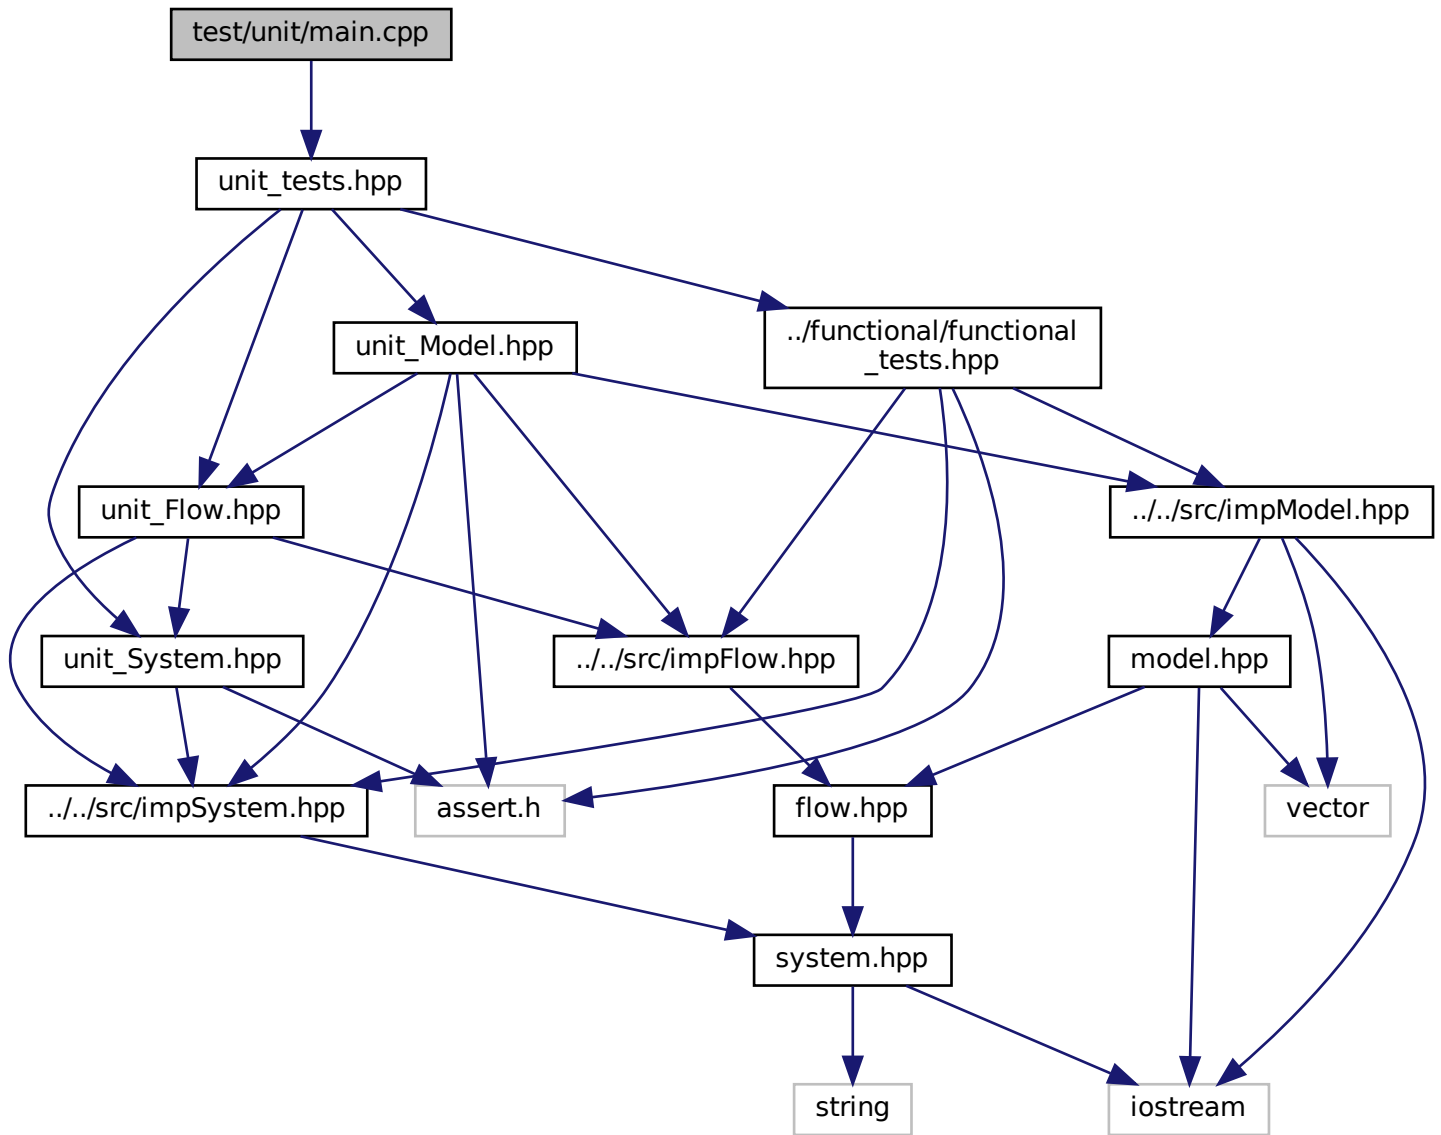 test/unit/main.cpp
unit_tests.hpp
unit_Model.hpp
../functional/functional
_tests.hpp
unit_Flow.hpp
../../src/impModel.hpp
unit_System.hpp
../../src/impFlow.hpp
model.hpp
../../src/impSystem.hpp
assert.h
flow.hpp
vector
system.hpp
string
iostream